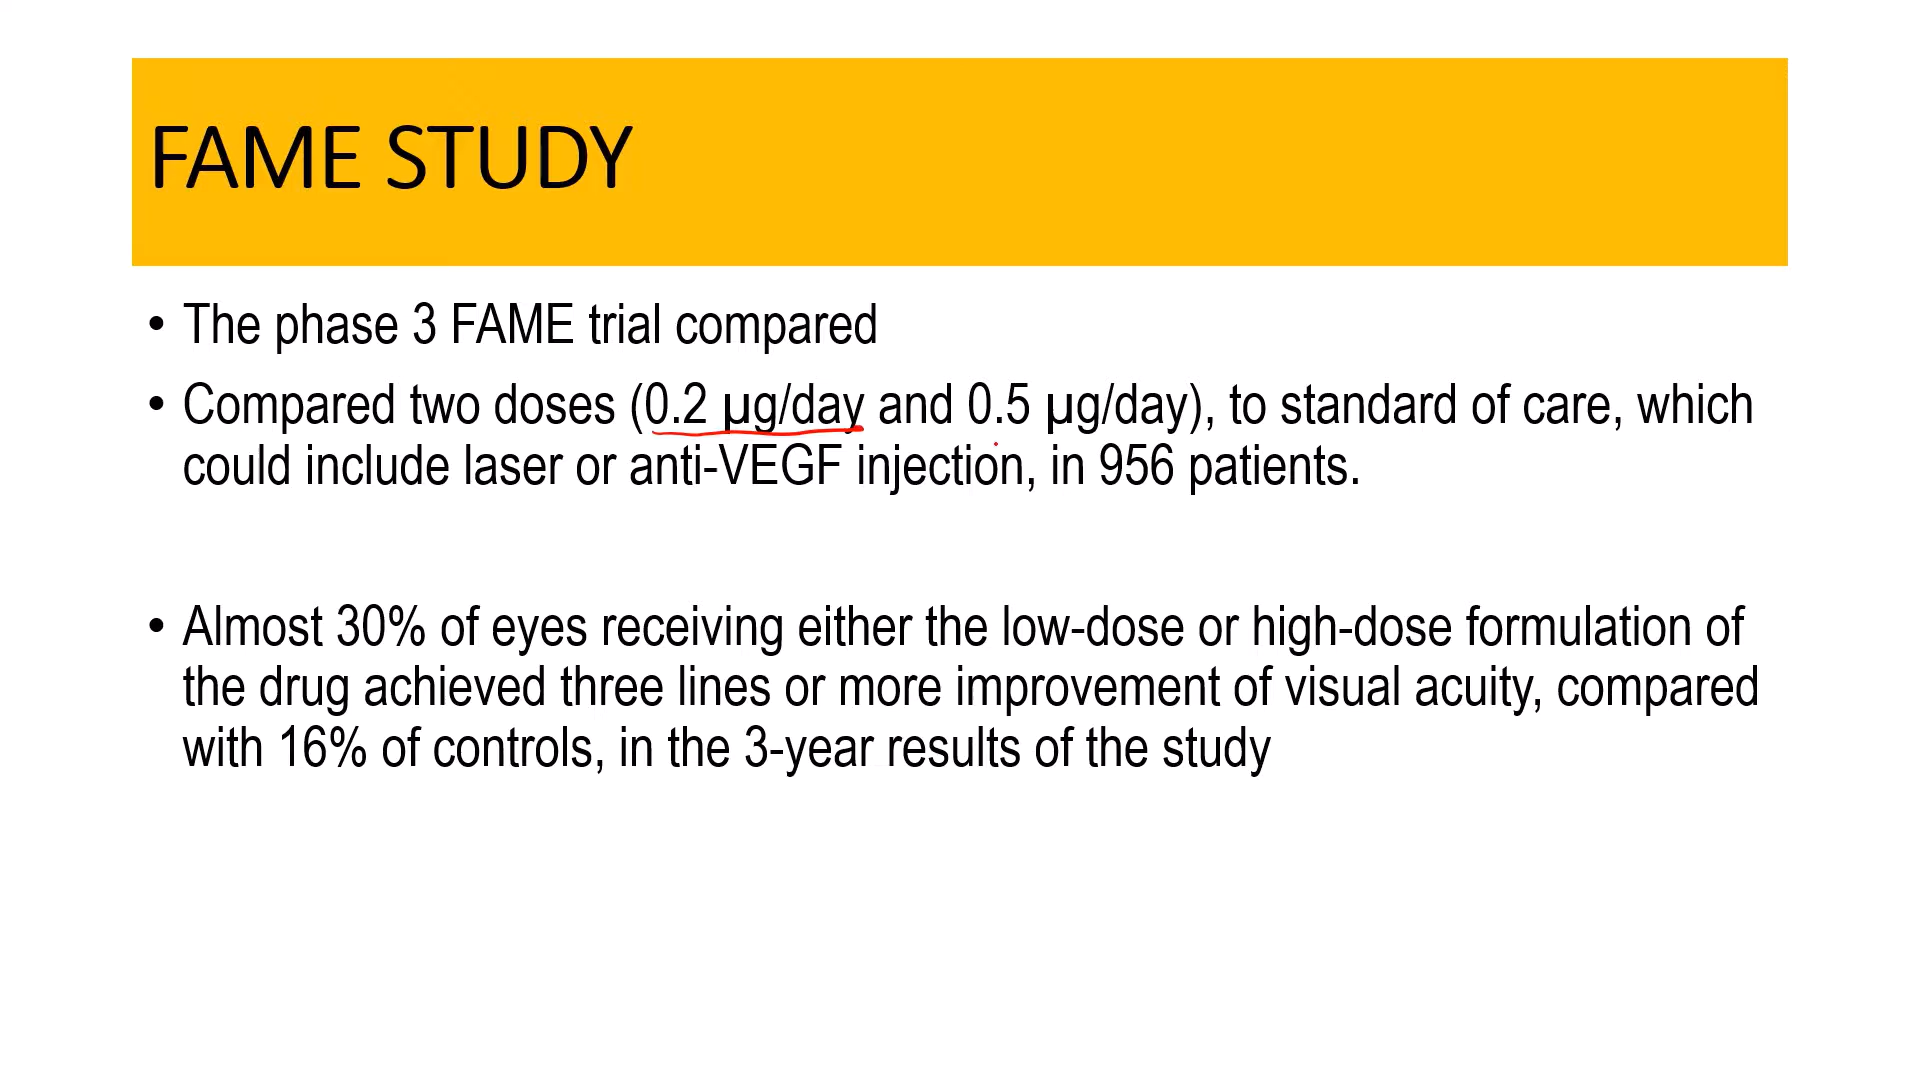 FAME STUDY
• The phase 3 FAME trial compared
• Compared two doses (0.2 µg/day and 0.5 µg/day), to standard of care, which
could include laser or anti-VEGF injection, in 956 patients.
• Almost 30% of eyes receiving either the low-dose or high-dose formulation of
the drug achieved three lines or more improvement of visual acuity, compared
with 16% of controls, in the 3-year results of the study